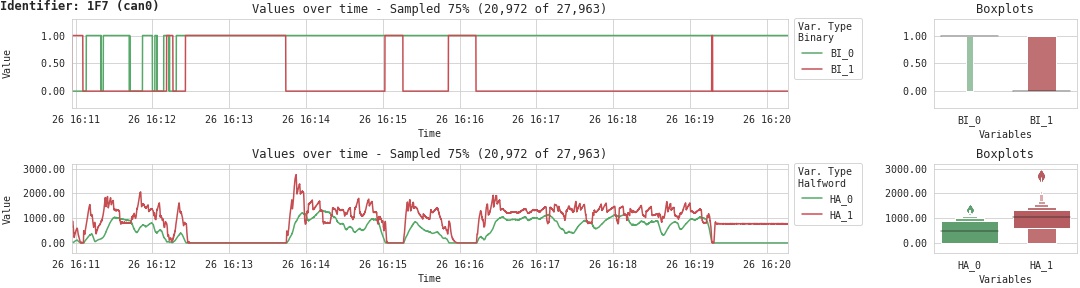 Identifier: 1F7 (can0)
Values over time - Sampled 75% (20,972 of 27,963)
Value
1.00
0.50
0.00
26 16:11 26 16:12 26 16:13 26 16:14 26 16:15 26 16:16 26 16:17 26 16:18 26 16:19 26 16:20
Time
Var. Type
Binary
BI_0
BI_1
Boxplots
1.00
0.50
0.00
BI_0 BI_1
Variables
Values over time - Sampled 75% (20,972 of 27,963)
Value
3000.00
2000.00
1000.00
0.00
26 16:11 26 16:12 26 16:13 26 16:14 26 16:15 26 16:16 26 16:17 26 16:18 26 16:19 26 16:20
Time
Var. Type
Halfword
HA_0
HA_1
Boxplots
3000.00
2000.00
1000.00
0.00
HA_0 HA_1
Variables